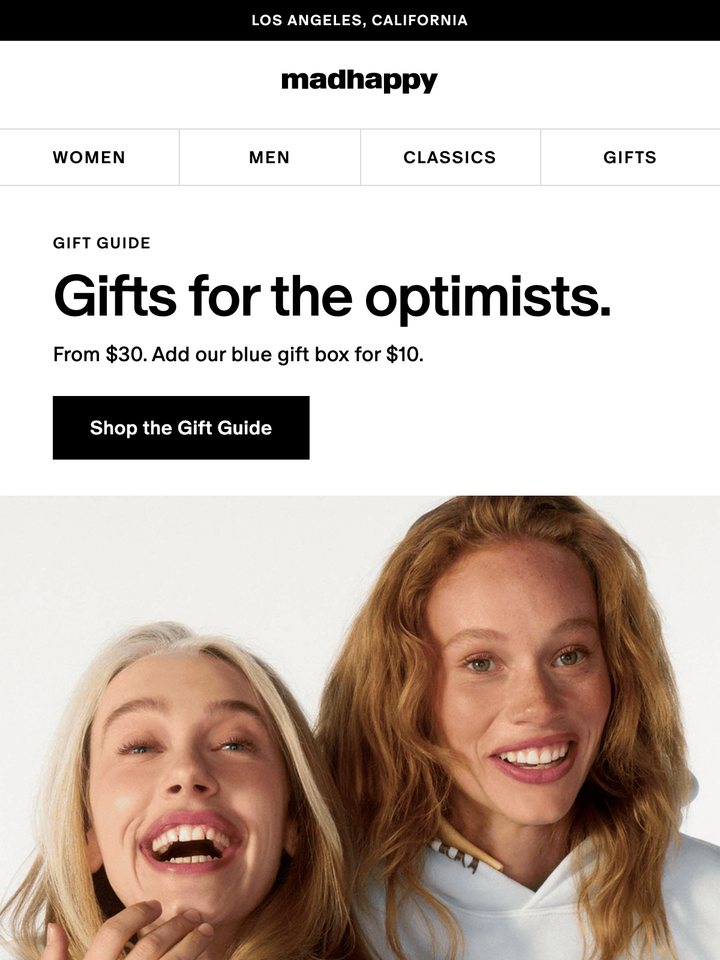 LOS ANGELES, CALIFORNIA
madhappy
WOMEN MEN CLASSICS GIFTS
GIFT GUIDE
Gifts for the optimists.
From $30. Add our blue gift box for $10.
Shop the Gift Guide